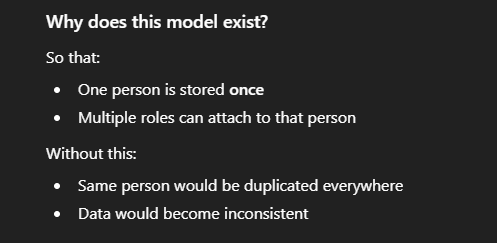 Why does this model exist?
So that:
• One person is stored once
• Multiple roles can attach to that person
Without this:
• Same person would be duplicated everywhere
• Data would become inconsistent